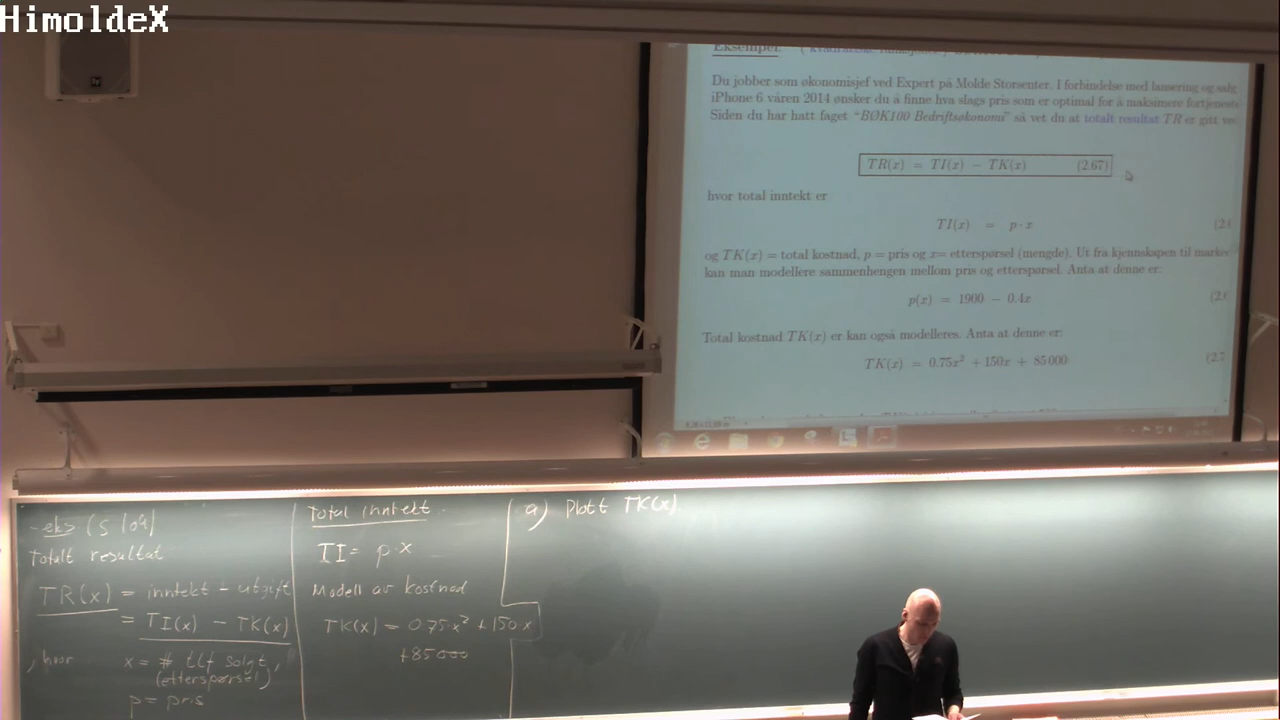 HimoldeX
Eksempel:
Du jobber som økonomisjef ved Expert på Molde Storsenter. I forbindelse med lansering og salg
iPhone 6 våren 2014 ønsker du å finne hva slags pris som er optimal for å maksimere fortjenest
Siden du har hatt faget "BØK100 Bedriftsøkonomi" så vet du at totalt resultat TR er gitt ve
TR(x) = TI(x) − TK(x) (2.67)
hvor total inntekt er
TI(x) = p · x
og TK(x) = total kostnad, p = pris og x= etterspørsel (mengde). Ut fra kjennskapen til marke
kan man modellere sammenhengen mellom pris og etterspørsel. Anta at denne er:
p(x) = 1900 − 0.4x
Total kostnad TK(x) er kan også modelleres. Anta at denne er:
TK(x) = 0.75x² + 150x + 85 000
- eks (S 109)
Totalt resultat
TR(x) = inntekt - utgift
= TI(x) - TK(x)
, hvor x = # tlf solgt,
(etterspørsel)
p = pris
Total inntekt
TI = p · x
Modell av kostnad
TK(x) = 0.75x² + 150x
+85000
a) Plott TK(x)